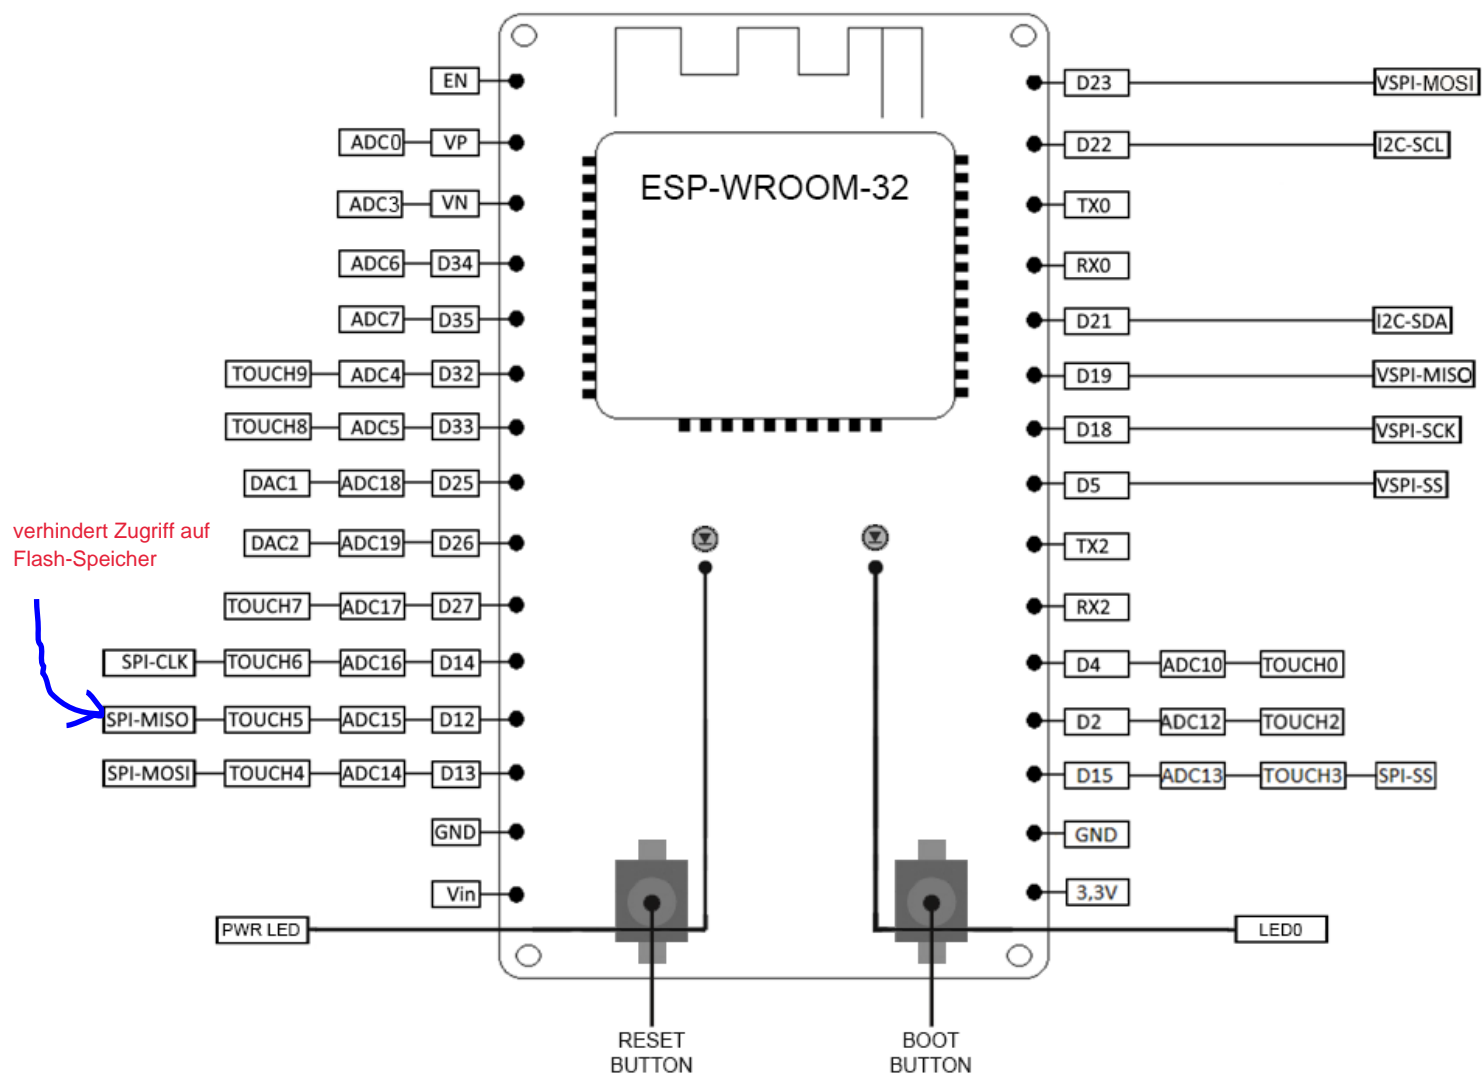 ESP-WROOM-32
EN
ADC0 VP
ADC3 VN
ADC6 D34
ADC7 D35
TOUCH9 ADC4 D32
TOUCH8 ADC5 D33
DAC1 ADC18 D25
verhindert Zugriff auf
Flash-Speicher
DAC2 ADC19 D26
TOUCH7 ADC17 D27
SPI-CLK TOUCH6 ADC16 D14
SPI-MISO TOUCH5 ADC15 D12
SPI-MOSI TOUCH4 ADC14 D13
GND
Vin
PWR LED
D23 VSPI-MOSI
D22 I2C-SCL
TX0
RX0
D21 I2C-SDA
D19 VSPI-MISO
D18 VSPI-SCK
D5 VSPI-SS
TX2
RX2
D4 ADC10 TOUCH0
D2 ADC12 TOUCH2
D15 ADC13 TOUCH3 SPI-SS
GND
3,3V
LED0
RESET
BUTTON
BOOT
BUTTON